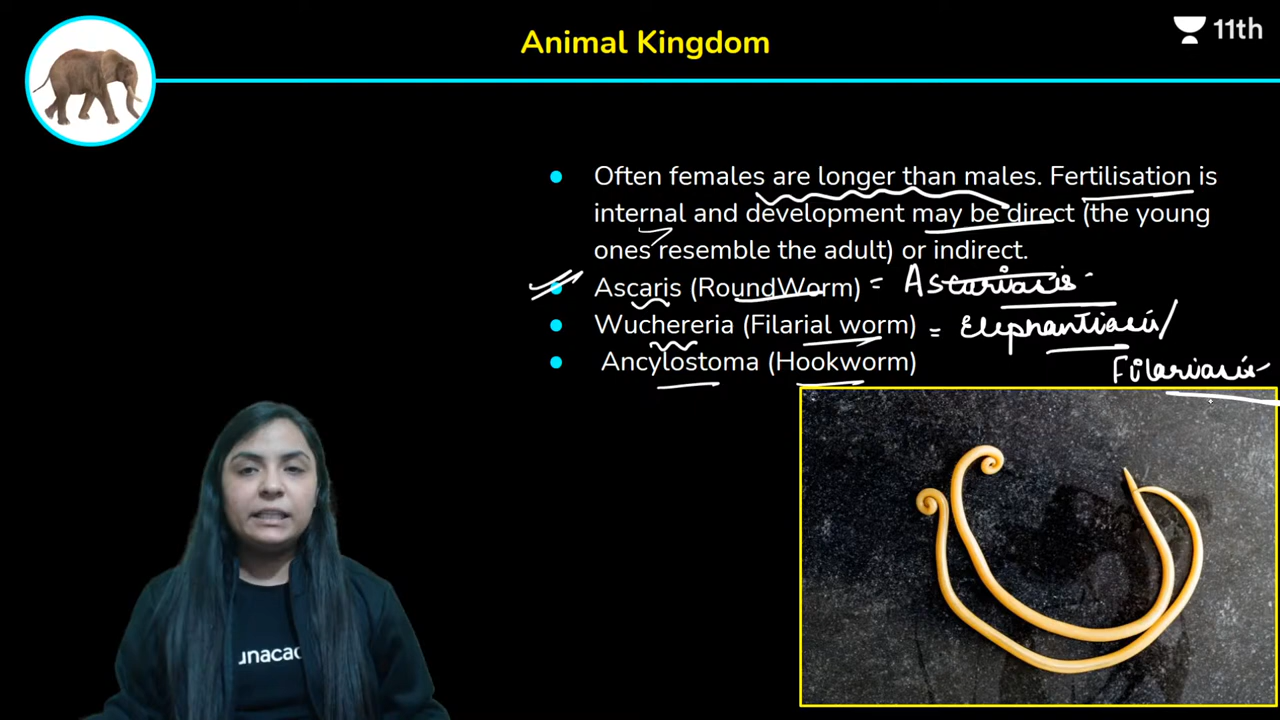 Animal Kingdom
11th
Often females are longer than males. Fertilisation is
internal and development may be direct (the young
ones resemble the adult) or indirect.
Ascaris (RoundWorm) = Ascariasis
Wuchereria (Filarial worm) = Elephantiasis/
Filariasis
Ancylostoma (Hookworm)
unacad